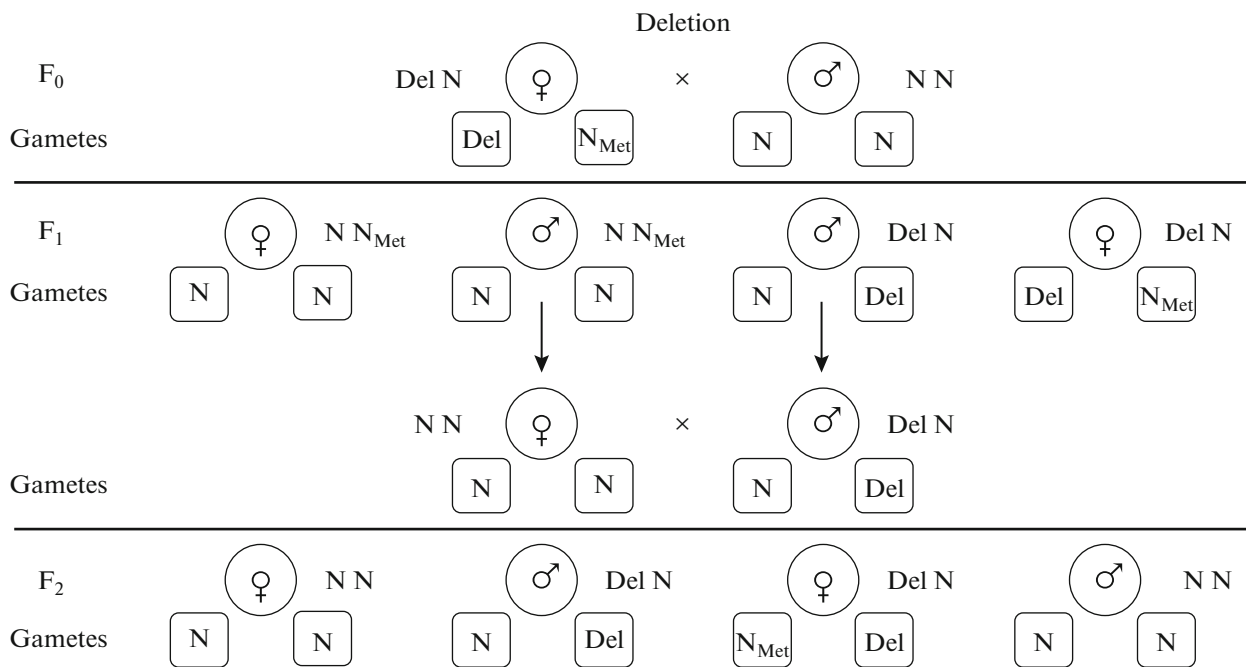 Deletion
F₀ Del N ♀ × ♂ N N
Gametes Del N_Met N N
F₁ ♀ N N_Met ♂ N N_Met ♂ Del N ♀ Del N
Gametes N N N N N Del Del N_Met
N N ♀ × ♂ Del N
Gametes N N N Del
F₂ ♀ N N ♂ Del N ♀ Del N ♂ N N
Gametes N N N Del N_Met Del N N